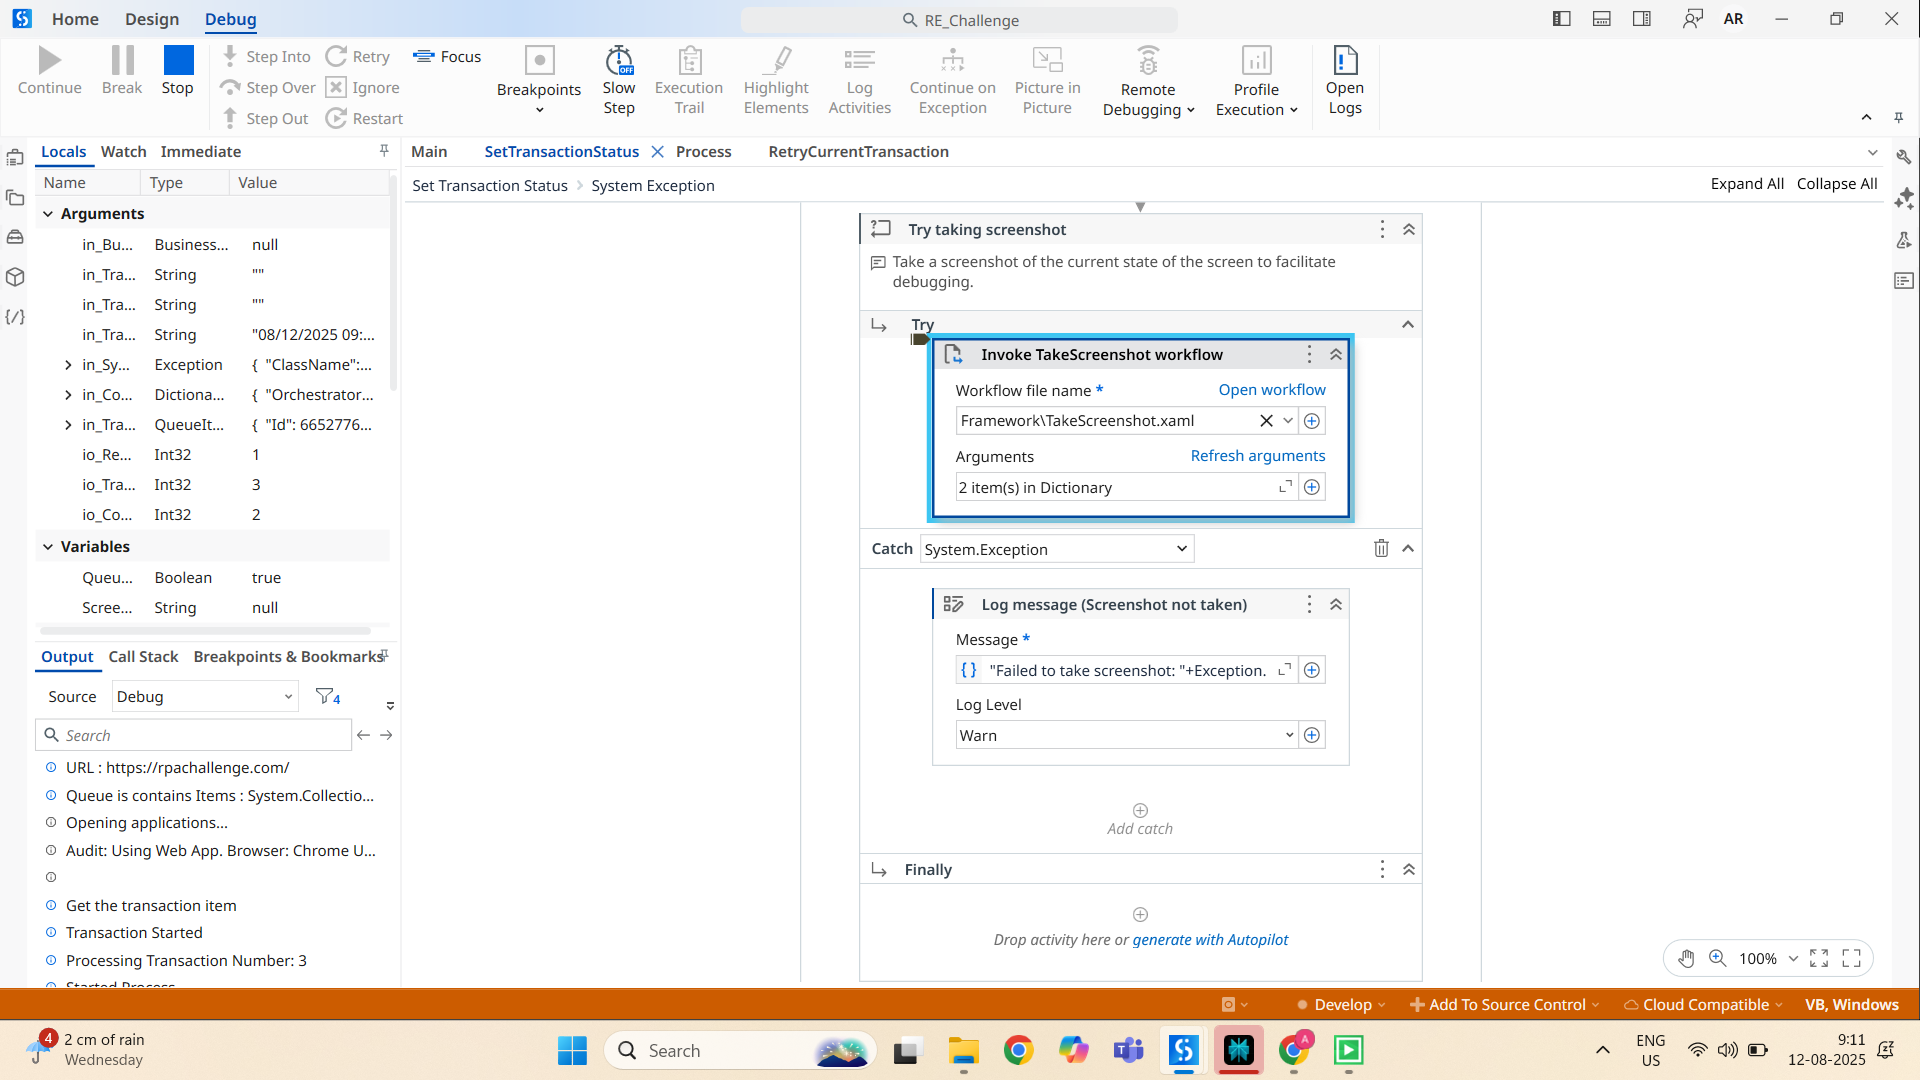 Home Design Debug
RE_Challenge
AR
Continue Break Stop
Step Into
Step Over
Step Out
Retry
Ignore
Restart
Focus
Breakpoints
OFF
Slow
Step
Execution
Trail
Highlight
Elements
Log
Activities
Continue on
Exception
Picture in
Picture
Remote
Debugging
Profile
Execution
Open
Logs
Locals Watch Immediate
Name Type Value
Arguments
in_Bu... Business... null
in_Tra... String ""
in_Tra... String ""
in_Tra... String "08/12/2025 09:...
in_Sy... Exception { "ClassName":...
in_Co... Dictiona... { "Orchestrator...
in_Tra... QueueIt... { "Id": 6652776...
io_Re... Int32 1
io_Tra... Int32 3
io_Co... Int32 2
Variables
Queu... Boolean true
Scree... String null
Output Call Stack Breakpoints & Bookmarks
Source Debug 4
Search
URL : https://rpachallenge.com/
Queue is contains Items : System.Collectio...
Opening applications...
Audit: Using Web App. Browser: Chrome U...
Get the transaction item
Transaction Started
Processing Transaction Number: 3
Started Process
Main SetTransactionStatus Process RetryCurrentTransaction
Set Transaction Status System Exception
Expand All Collapse All
Try taking screenshot
Take a screenshot of the current state of the screen to facilitate
debugging.
Try
Invoke TakeScreenshot workflow
Workflow file name * Open workflow
Framework\TakeScreenshot.xaml
Arguments Refresh arguments
2 item(s) in Dictionary
Catch System.Exception
Log message (Screenshot not taken)
Message *
{} "Failed to take screenshot: "+Exception.
Log Level
Warn
Add catch
Finally
Drop activity here or generate with Autopilot
100%
Develop Add To Source Control Cloud Compatible VB, Windows
4
2 cm of rain
Wednesday
Search
A
ENG
US
9:11
12-08-2025